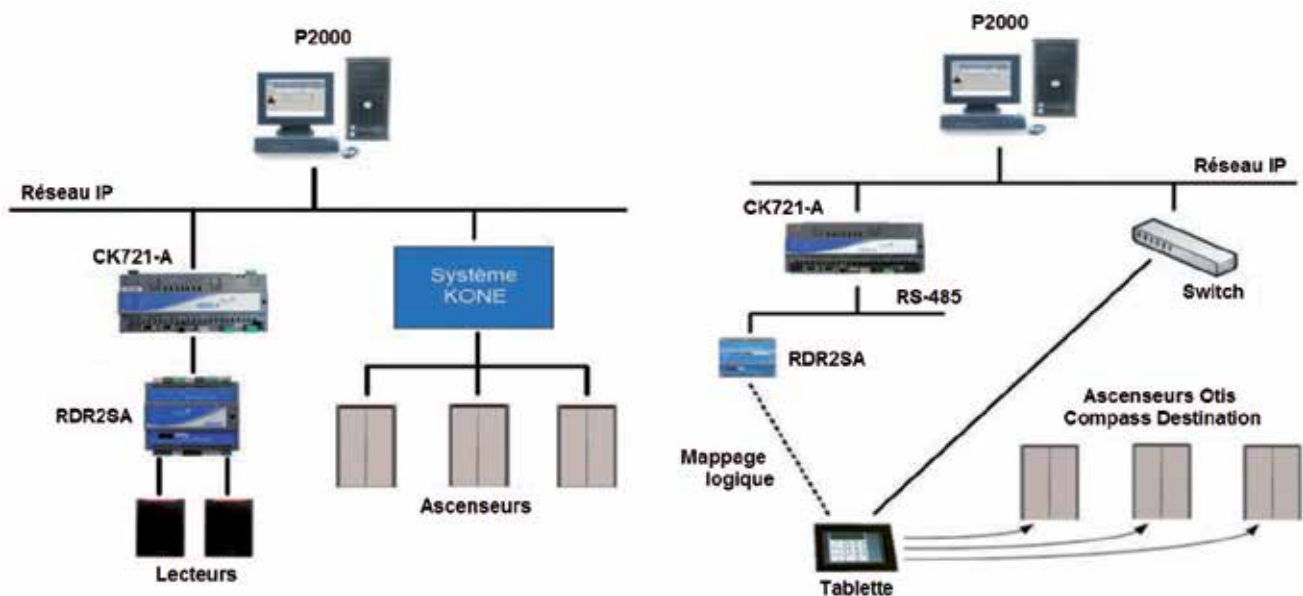 P2000
Réseau IP
CK721-A
Système
KONE
RDR2SA
Ascenseurs
Lecteurs
P2000
Réseau IP
CK721-A
RS-485
Switch
RDR2SA
Mappage
logique
Ascenseurs Otis
Compass Destination
Tablette